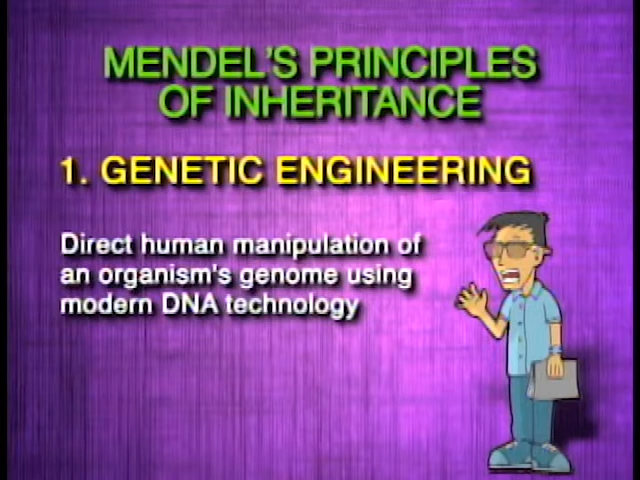 MENDEL'S PRINCIPLES
OF INHERITANCE
1. GENETIC ENGINEERING
Direct human manipulation of
an organism's genome using
modern DNA technology